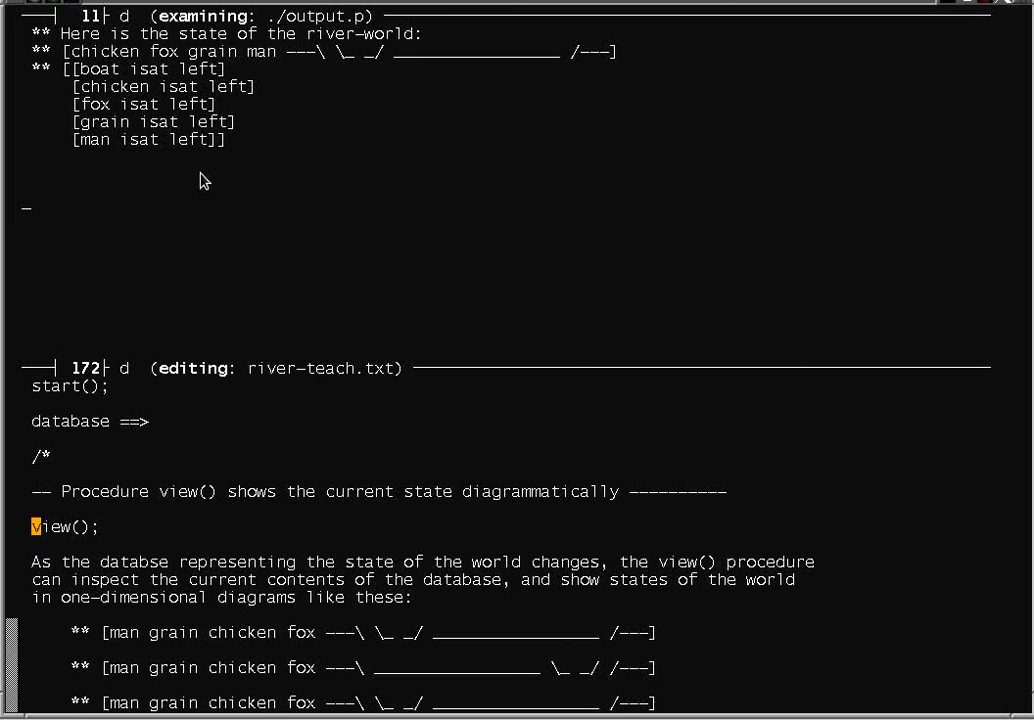 11 d (examining: ./output.p)
** Here is the state of the river-world:
** [chicken fox grain man ---\ \_ _/ _________________ /---]
** [[boat isat left]
[chicken isat left]
[fox isat left]
[grain isat left]
[man isat left]]
172 d (editing: river-teach.txt)
start();
database ==>
/*
-- Procedure view() shows the current state diagrammatically ----------
view();
As the databse representing the state of the world changes, the view() procedure
can inspect the current contents of the database, and show states of the world
in one-dimensional diagrams like these:
** [man grain chicken fox ---\ \_ _/ _________________ /---]
** [man grain chicken fox ---\ _________________ \_ _/ /---]
** [man grain chicken fox ---\ \_ _/ _________________ /---]